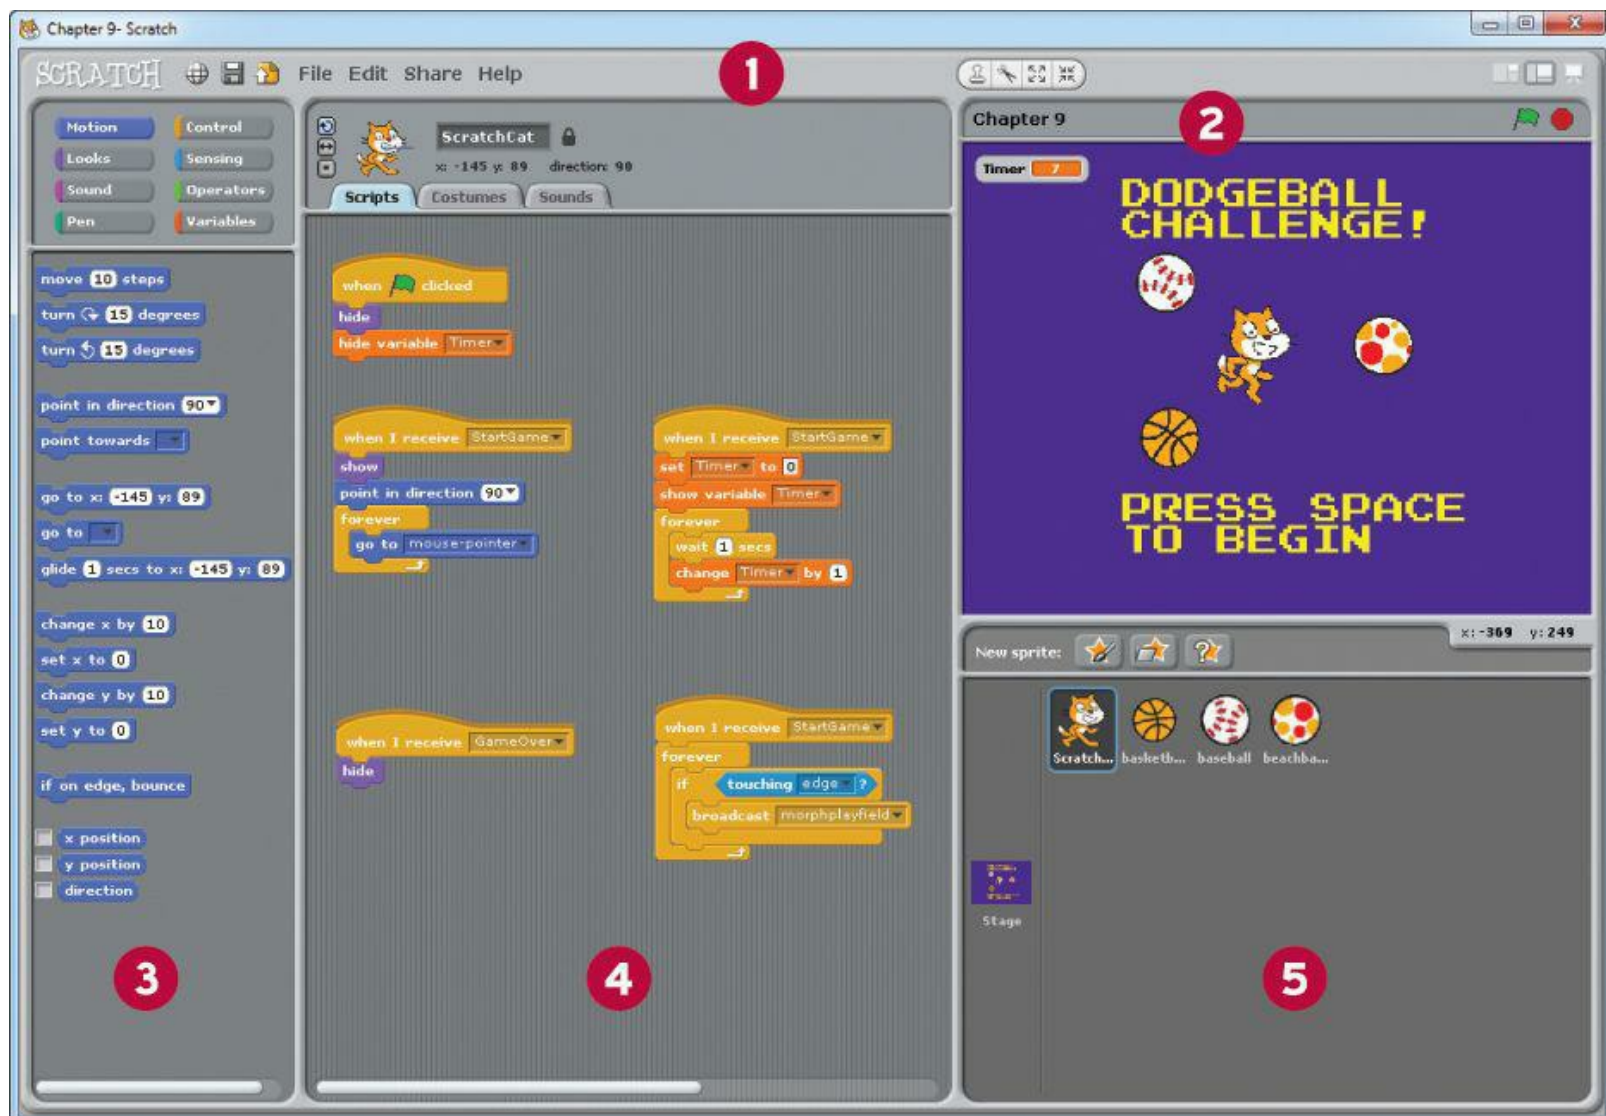 Chapter 9- Scratch
SCRATCH File Edit Share Help
1
Motion Control
Looks Sensing
Sound Operators
Pen Variables
move 10 steps
turn 15 degrees
turn 15 degrees
point in direction 90
point towards
go to x: -145 y: 89
go to
glide 1 secs to x: -145 y: 89
change x by 10
set x to 0
change y by 10
set y to 0
if on edge, bounce
x position
y position
direction
3
ScratchCat
x: -145 y: 89 direction: 90
Scripts Costumes Sounds
when clicked
hide
hide variable Timer
when I receive StartGame
show
point in direction 90
forever
go to mouse-pointer
when I receive GameOver
hide
when I receive StartGame
set Timer to 0
show variable Timer
forever
wait 1 secs
change Timer by 1
when I receive StartGame
forever
if touching edge ?
broadcast morphplayfield
4
Chapter 9
2
Timer 7
DODGEBALL
CHALLENGE!
PRESS SPACE
TO BEGIN
x: -369 y: 249
New sprite:
Scratch... basketb... baseball beachba...
Stage
5